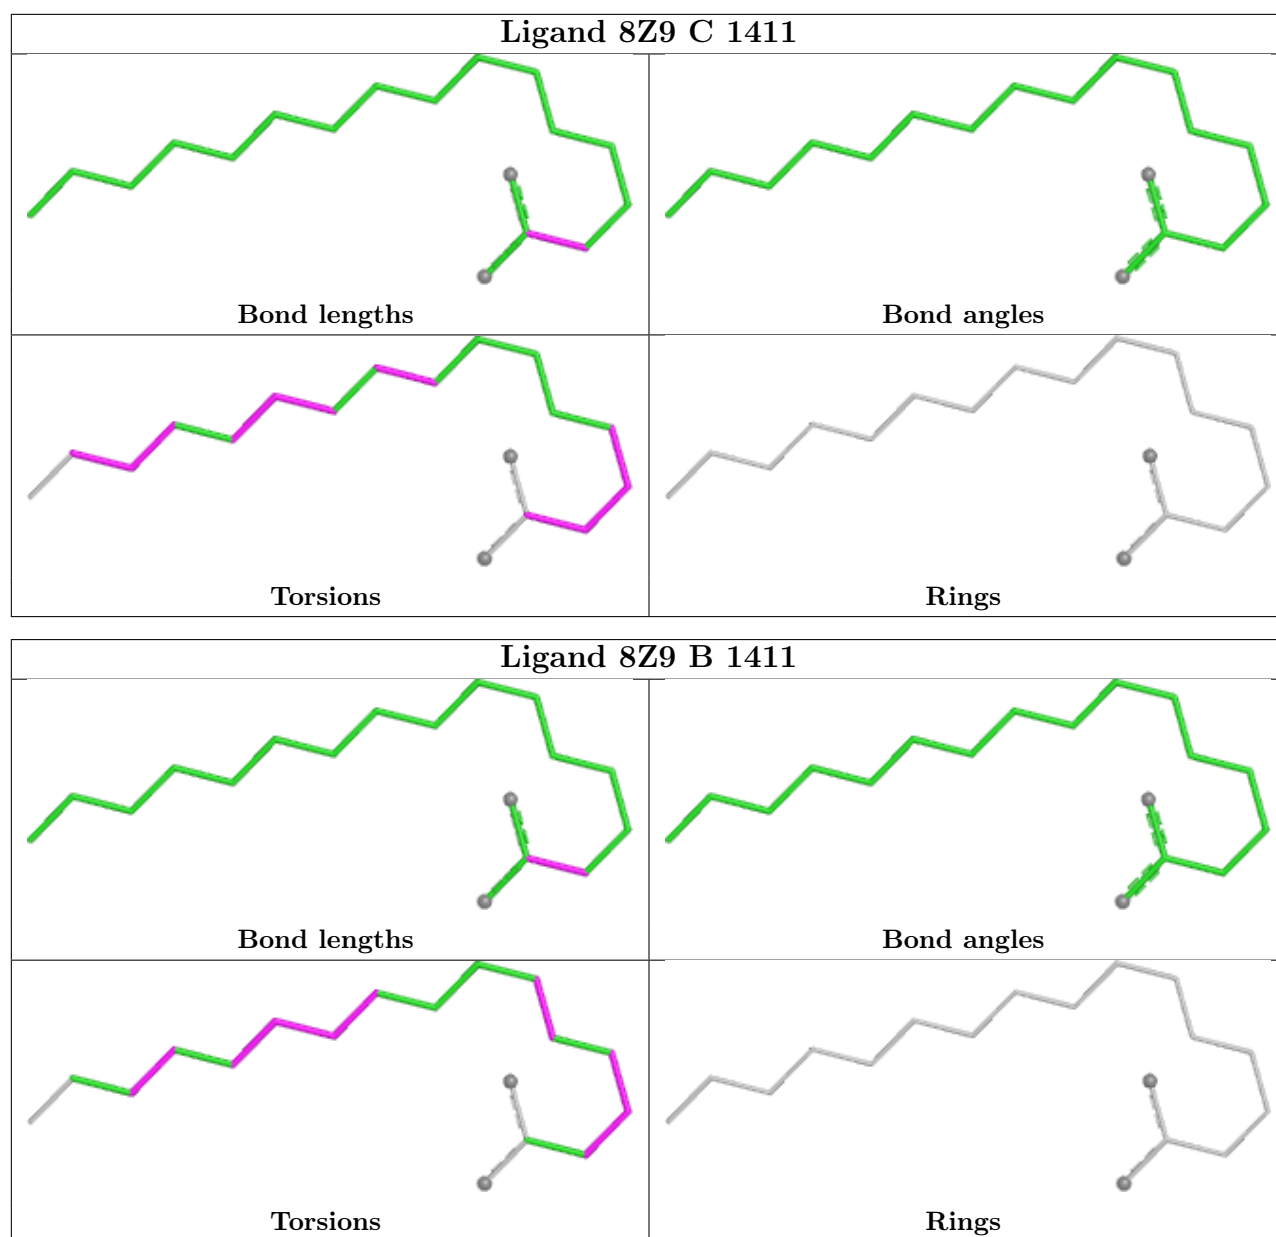 Ligand 8Z9 C 1411
Bond lengths
Bond angles
Torsions
Rings
Ligand 8Z9 B 1411
Bond lengths
Bond angles
Torsions
Rings